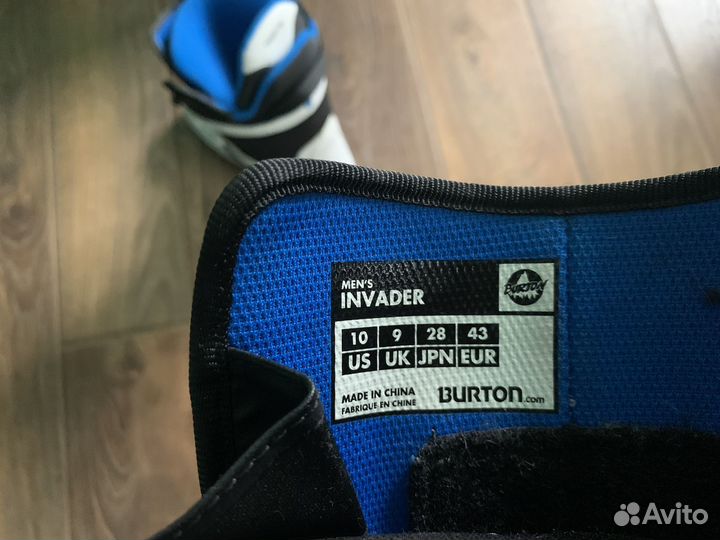 MEN'S
INVADER
BURTON
10 9 28 43
US UK JPN EUR
MADE IN CHINA
FABRIQUE EN CHINE
BURTON.com
Avito